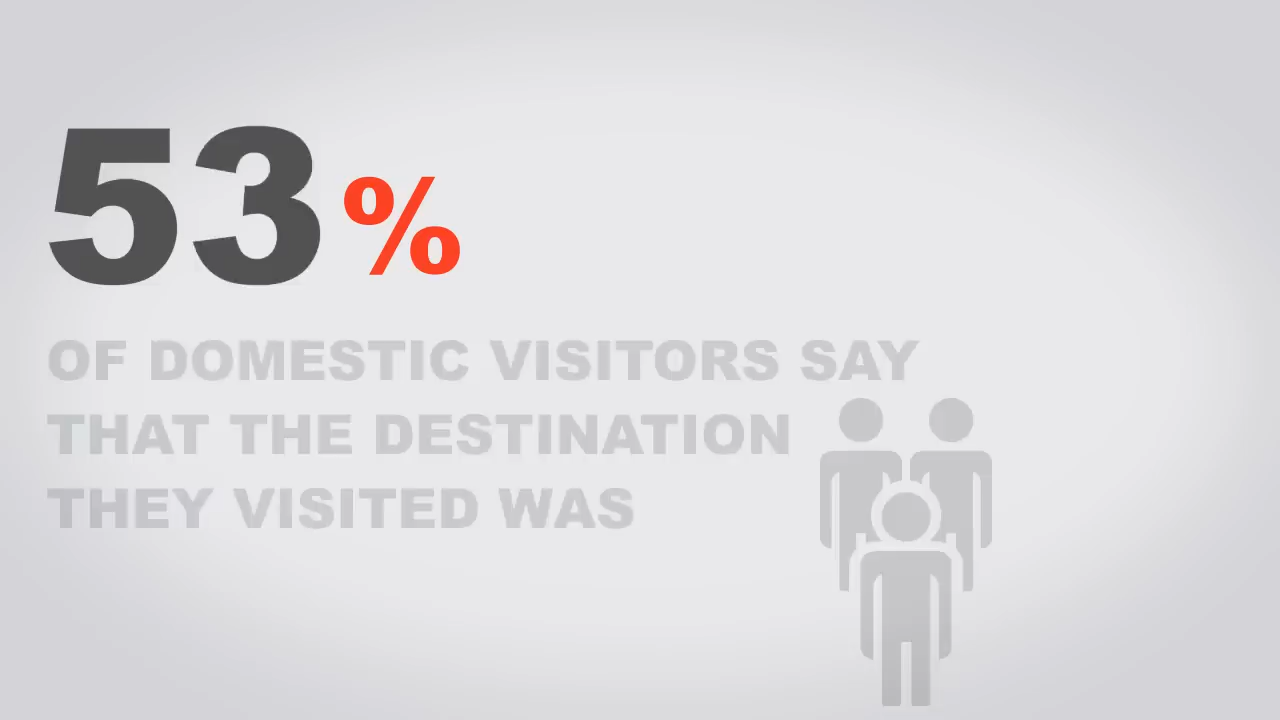 53%
OF DOMESTIC VISITORS SAY
THAT THE DESTINATION
THEY VISITED WAS